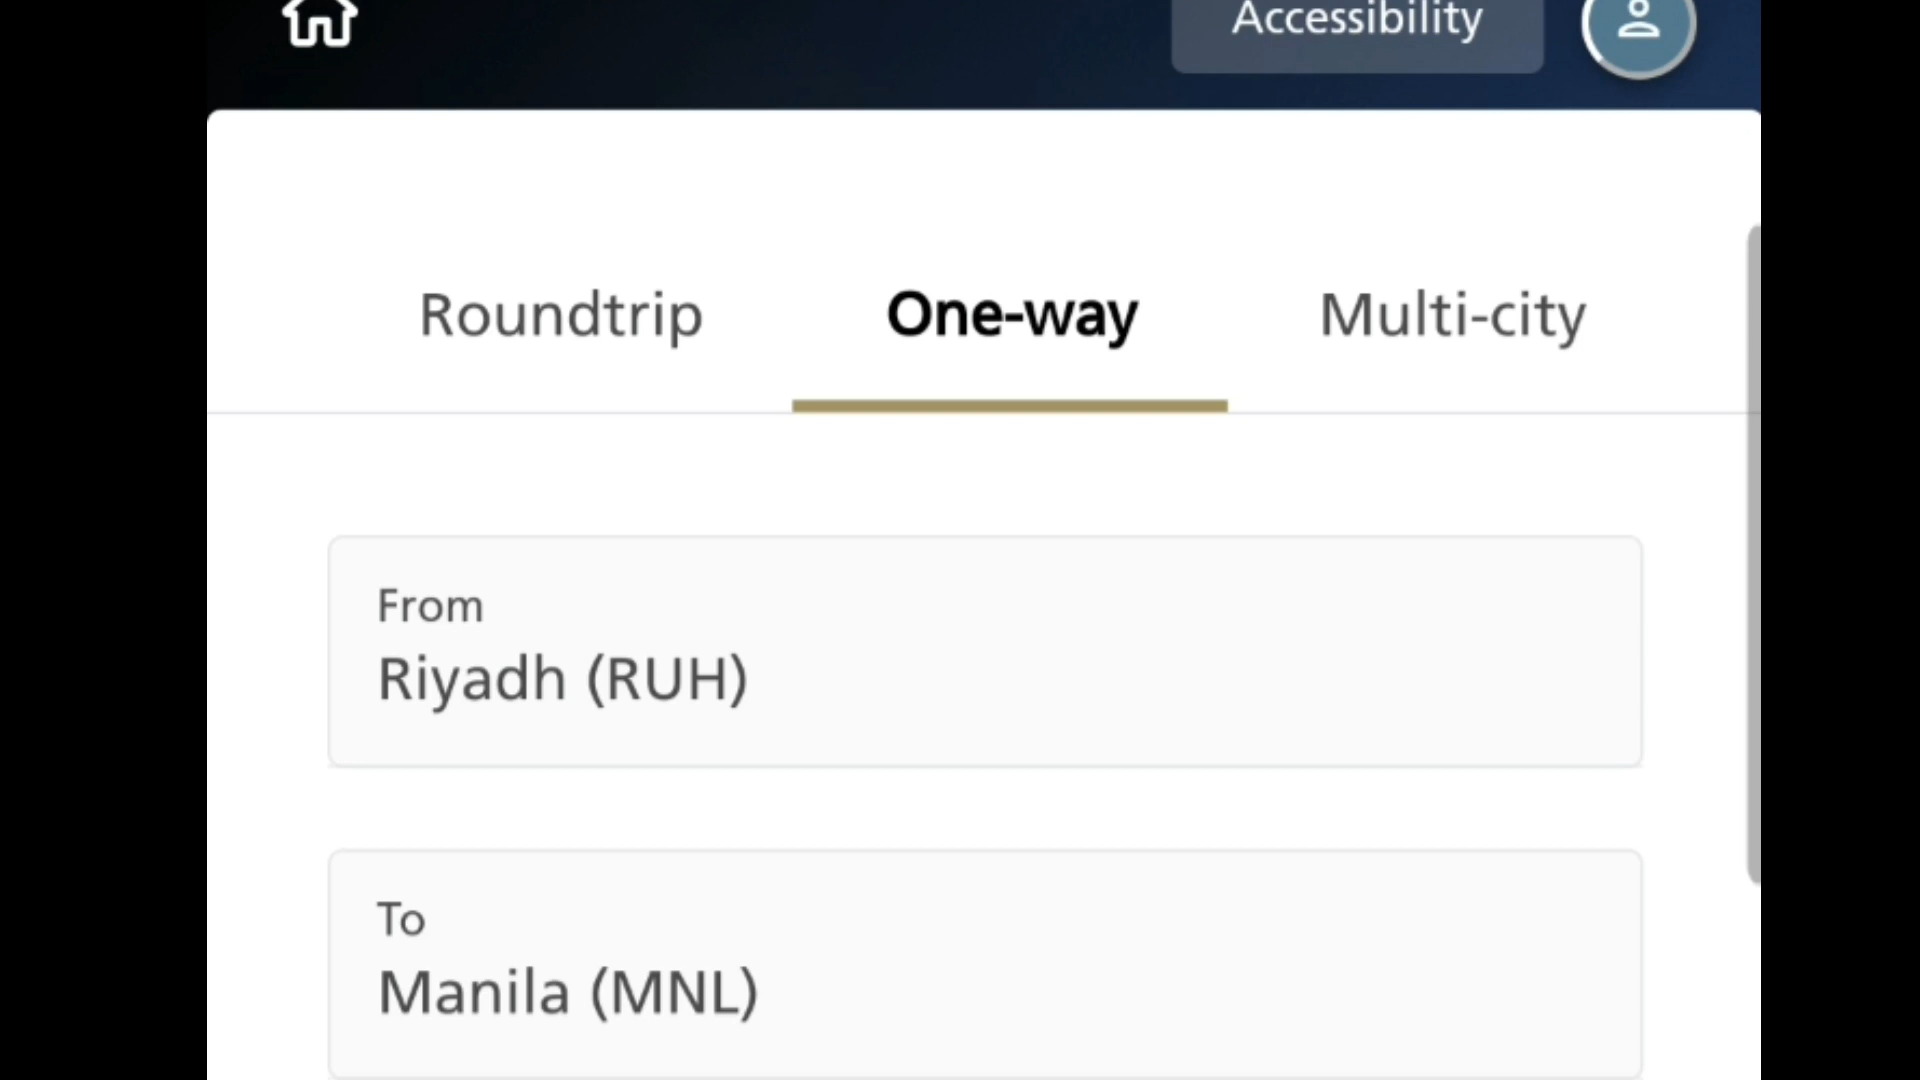 Accessibility
Roundtrip One-way Multi-city
From
Riyadh (RUH)
To
Manila (MNL)